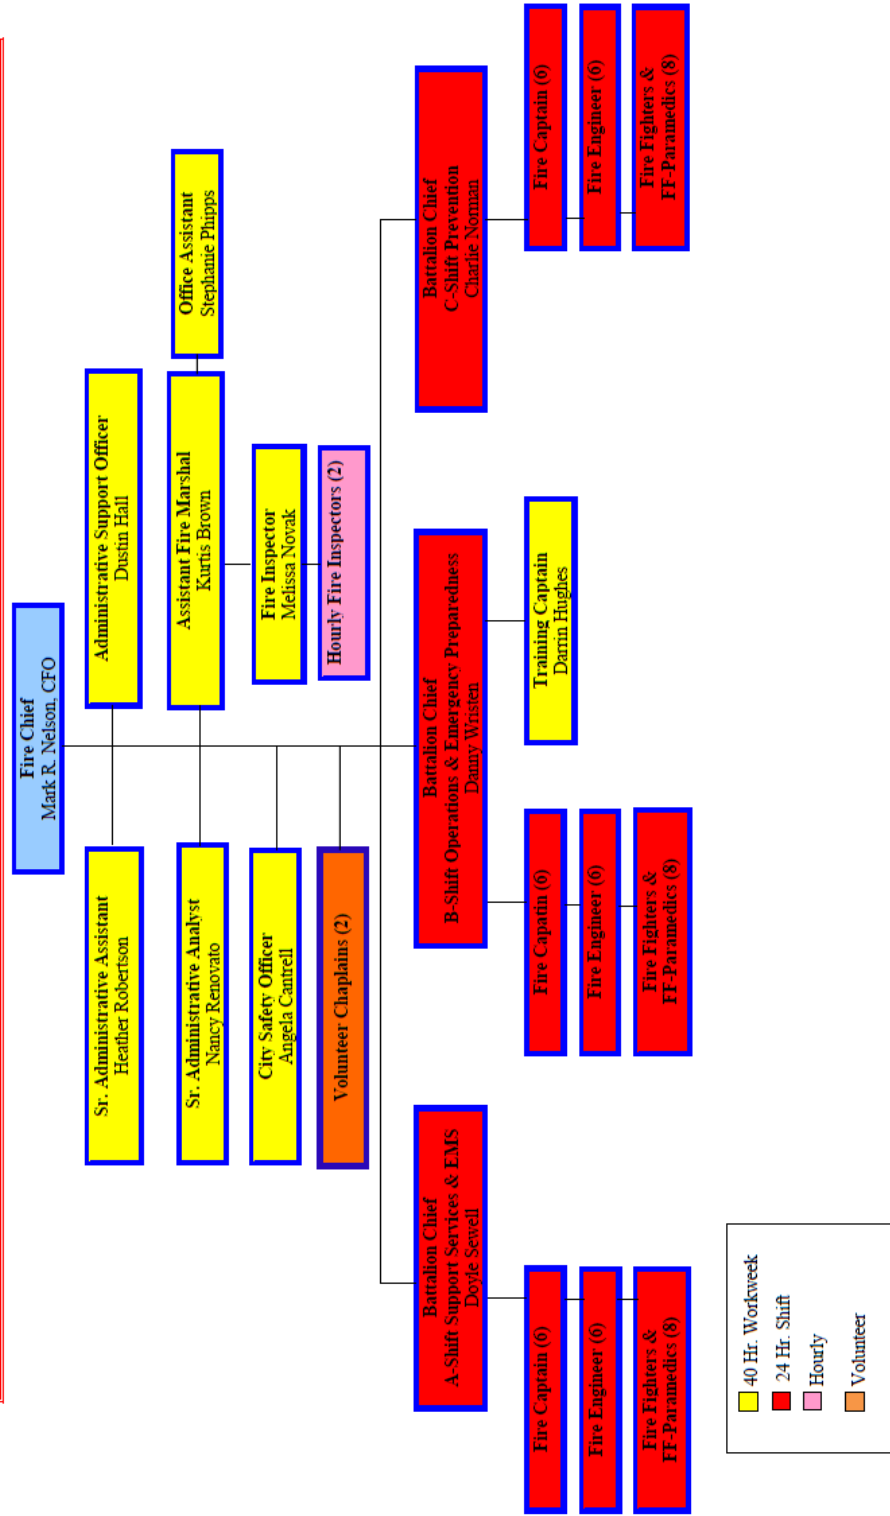 Fire Chief
Mark R. Nelson, CFO
Sr. Administrative Assistant
Heather Robertson
Administrative Support Officer
Dustin Hall
Sr. Administrative Analyst
Nancy Renovato
Assistant Fire Marshal
Kurtis Brown
Office Assistant
Stephanie Phipps
City Safety Officer
Angela Cantrell
Fire Inspector
Melissa Novak
Volunteer Chaplains (2)
Hourly Fire Inspectors (2)
Battalion Chief
A-Shift Support Services & EMS
Doyle Sewell
Battalion Chief
B-Shift Operations & Emergency Preparedness
Danny Wristen
Battalion Chief
C-Shift Prevention
Charlie Norman
Fire Captain (6)
Fire Engineer (6)
Fire Fighters &
FF-Paramedics (8)
Fire Capatin (6)
Fire Engineer (6)
Fire Fighters &
FF-Paramedics (8)
Training Captain
Darrin Hughes
Fire Captain (6)
Fire Engineer (6)
Fire Fighters &
FF-Paramedics (8)
40 Hr. Workweek
24 Hr. Shift
Hourly
Volunteer